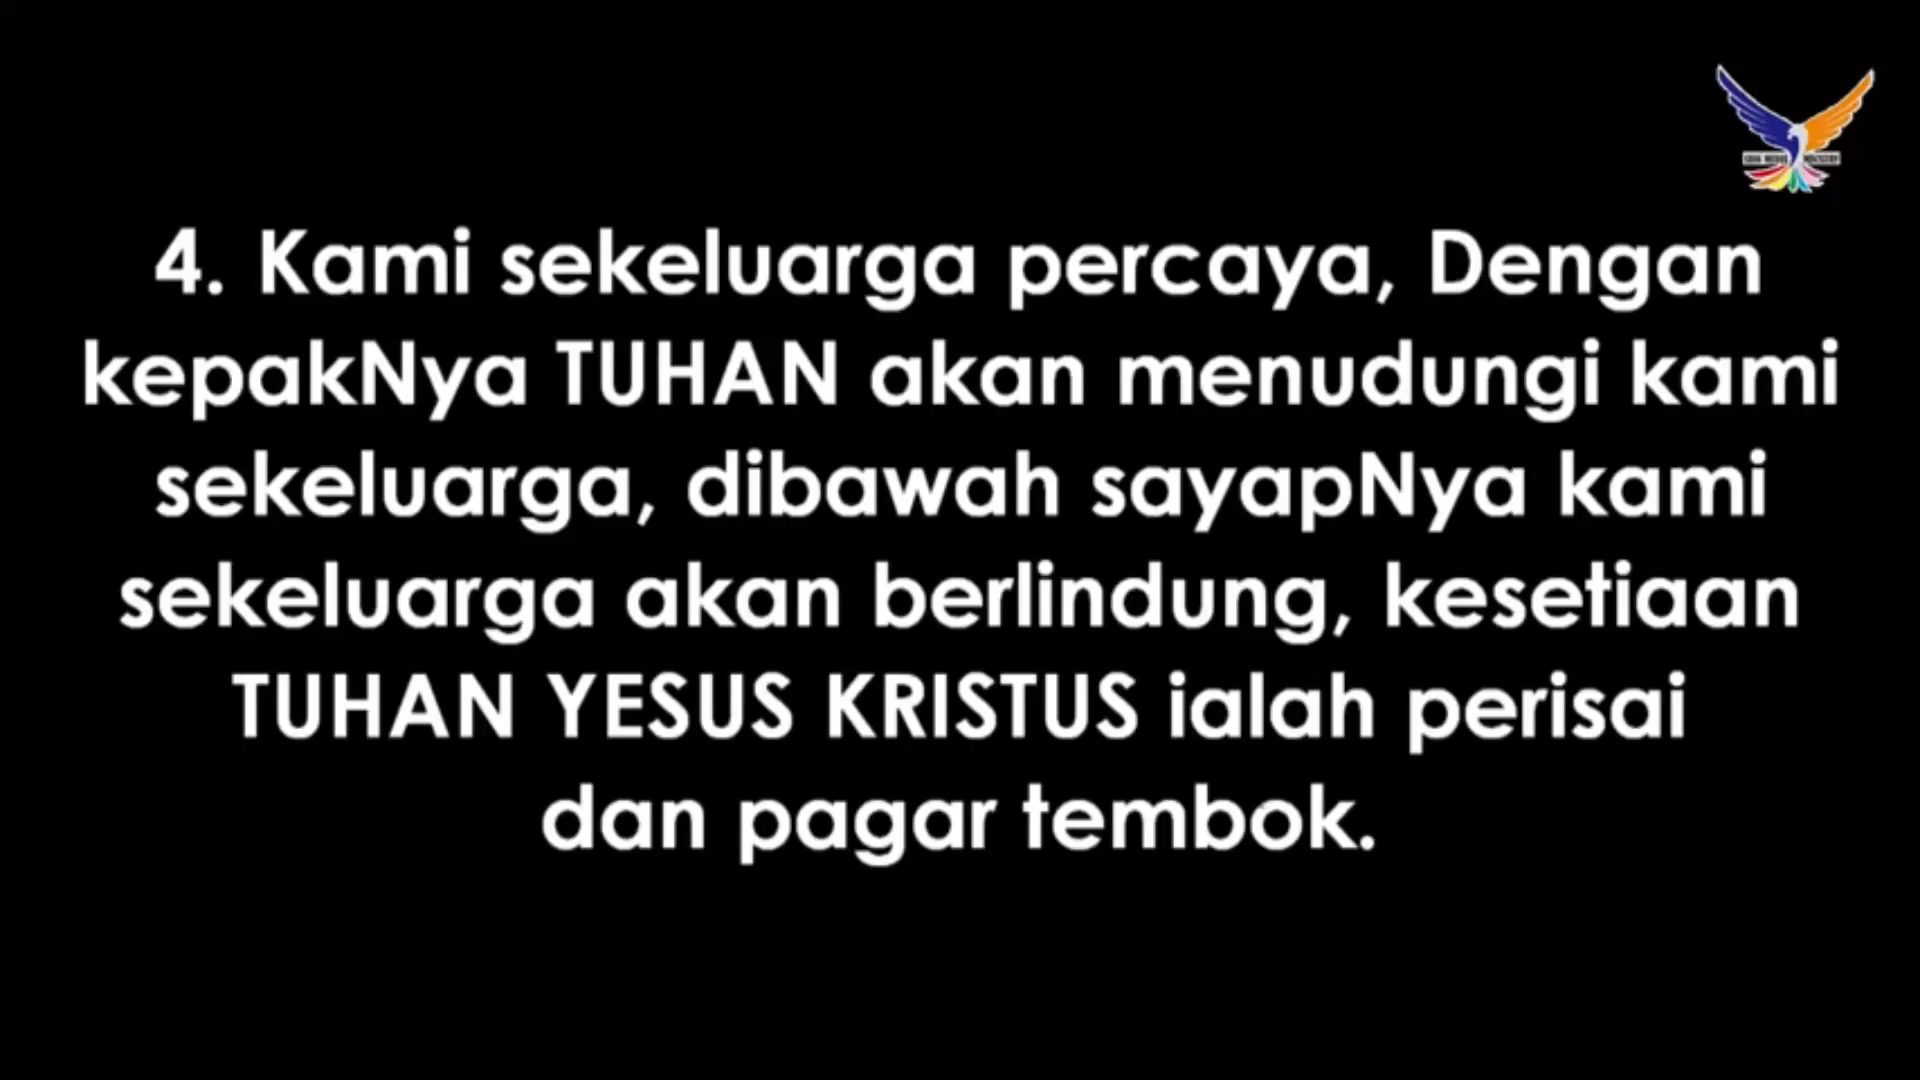 4. Kami sekeluarga percaya, Dengan
kepakNya TUHAN akan menudungi kami
sekeluarga, dibawah sayapNya kami
sekeluarga akan berlindung, kesetiaan
TUHAN YESUS KRISTUS ialah perisai
dan pagar tembok.